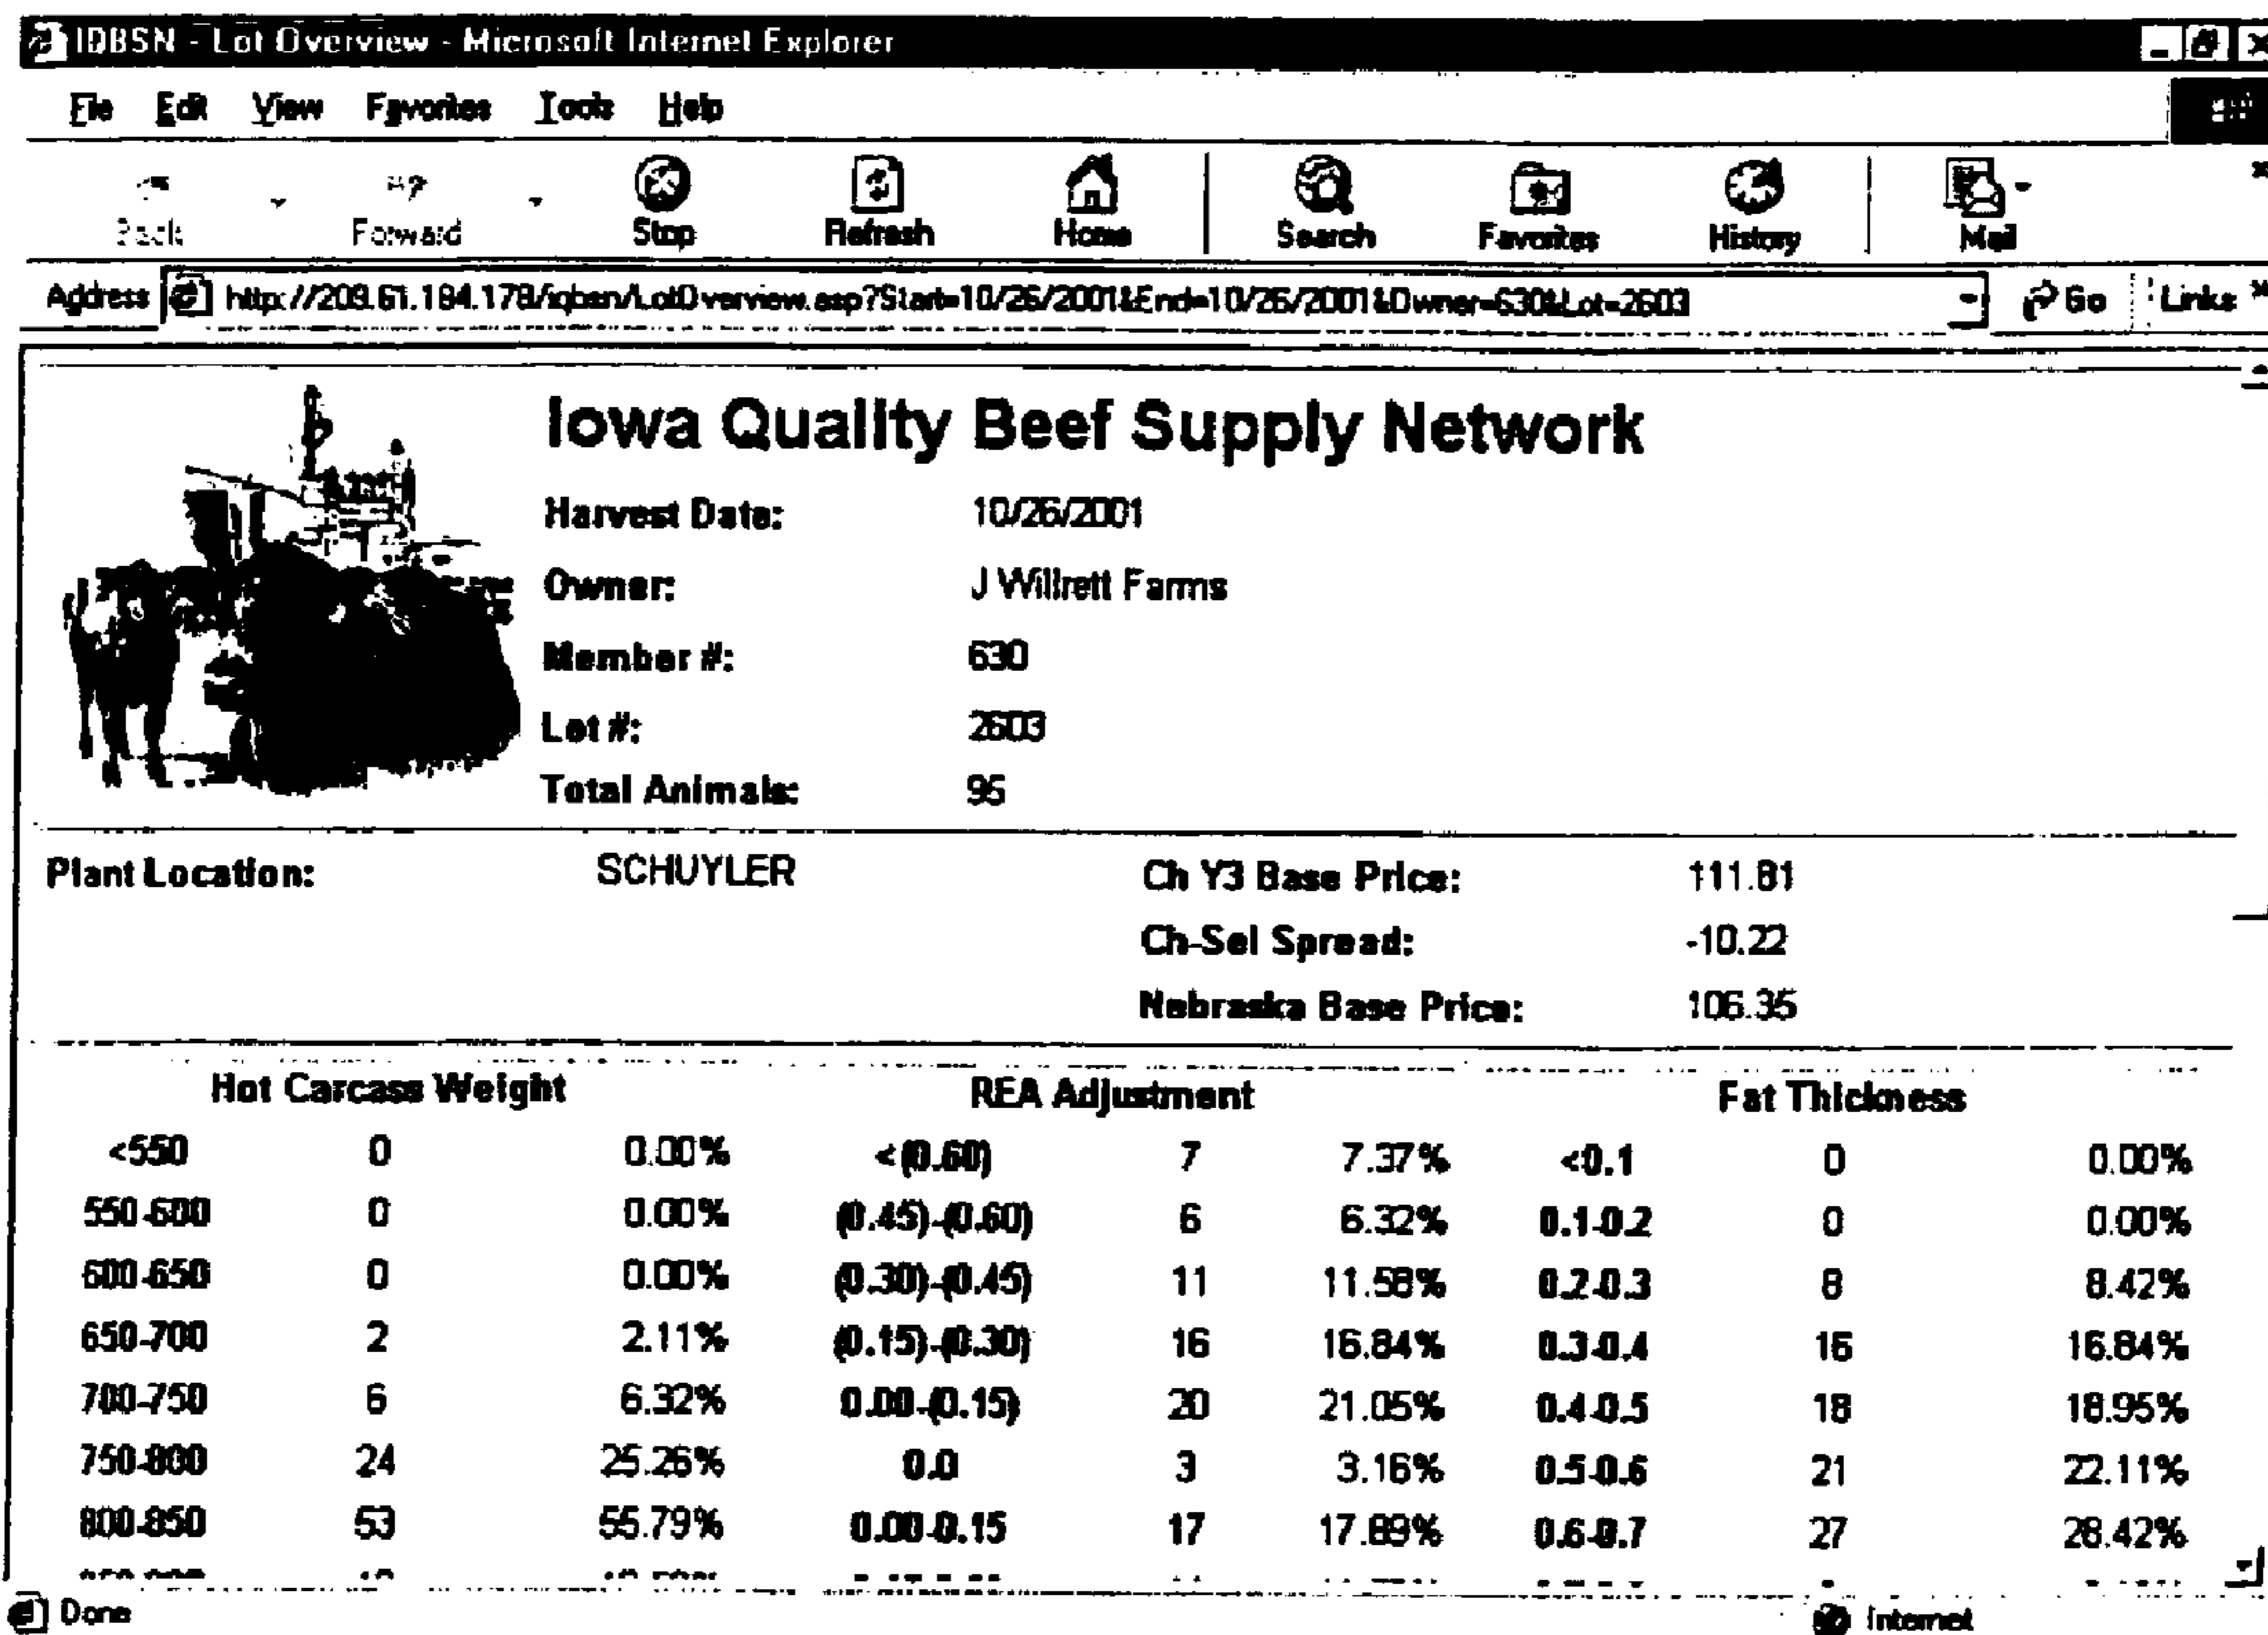 IQBSN - Lot Overview - Microsoft Internet Explorer
File Edit View Favorites Tools Help
Back Forward Stop Refresh Home Search Favorites History Mail
Address http://209.61.184.178/iqbsn/LotOverview.asp?Start=10/26/2001&End=10/26/2001&Owner=630&Lot=2603 Go Links
Iowa Quality Beef Supply Network
Harvest Date: 10/26/2001
Owner: J Willrett Farms
Member #: 630
Lot #: 2603
Total Animals: 95
Plant Location: SCHUYLER Ch Y3 Base Price: 111.81
Ch-Sel Spread: -10.22
Nebraska Base Price: 106.35
Hot Carcass Weight REA Adjustment Fat Thickness
<550 0 0.00% <(0.60) 7 7.37% <0.1 0 0.00%
550-600 0 0.00% (0.45)-(0.60) 6 6.32% 0.1-0.2 0 0.00%
600-650 0 0.00% (0.30)-(0.45) 11 11.58% 0.2-0.3 8 8.42%
650-700 2 2.11% (0.15)-(0.30) 16 16.84% 0.3-0.4 16 16.84%
700-750 6 6.32% 0.00-(0.15) 20 21.05% 0.4-0.5 18 18.95%
750-800 24 25.26% 0.0 3 3.16% 0.5-0.6 21 22.11%
800-850 53 55.79% 0.00-0.15 17 17.89% 0.6-0.7 27 28.42%
Done Internet